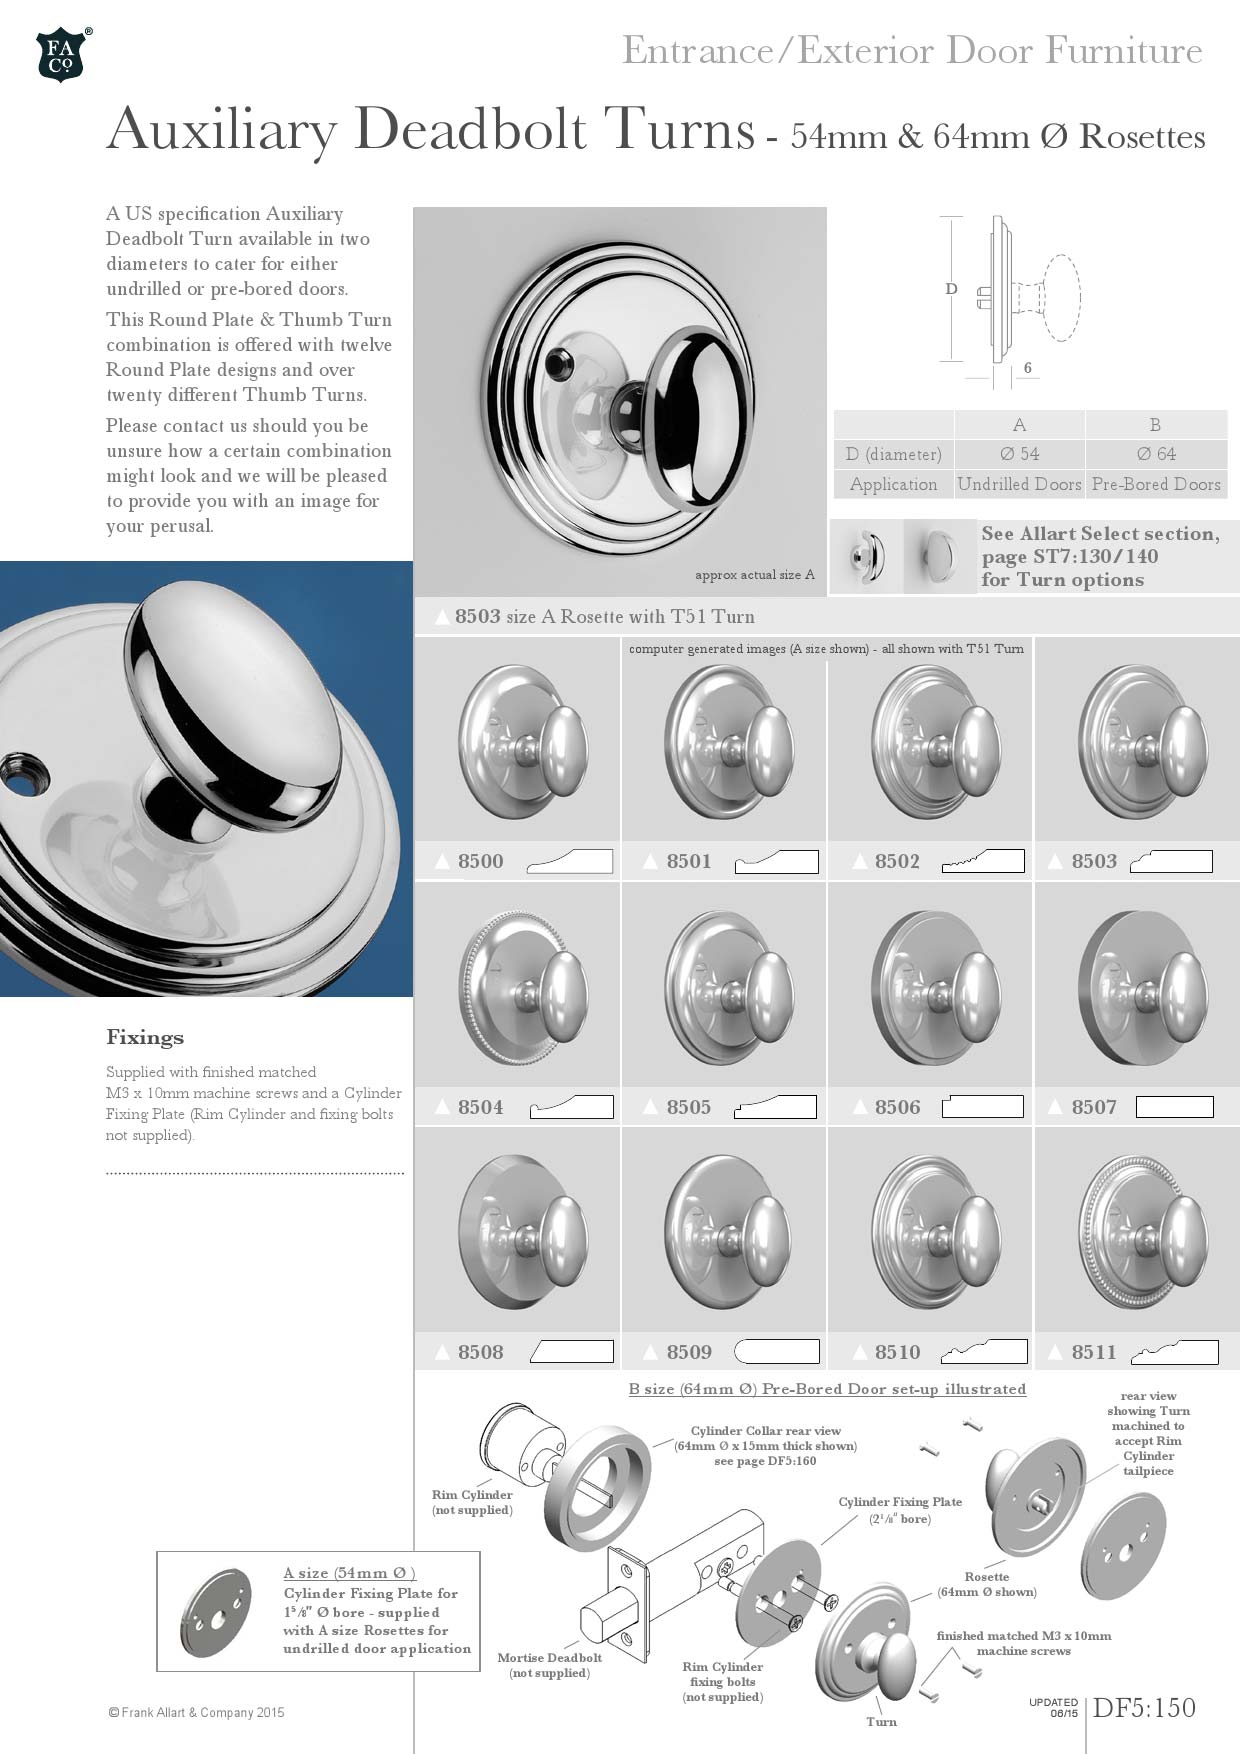 FA
Co.
®
Entrance/Exterior Door Furniture
Auxiliary Deadbolt Turns - 54mm & 64mm Ø Rosettes
A US specification Auxiliary
Deadbolt Turn available in two
diameters to cater for either
undrilled or pre-bored doors.
This Round Plate & Thumb Turn
combination is offered with twelve
Round Plate designs and over
twenty different Thumb Turns.
Please contact us should you be
unsure how a certain combination
might look and we will be pleased
to provide you with an image for
your perusal.
approx actual size A
D
6
A B
D (diameter) Ø 54 Ø 64
Application Undrilled Doors Pre-Bored Doors
See Allart Select section,
page ST7:130/140
for Turn options
8503 size A Rosette with T51 Turn
computer generated images (A size shown) - all shown with T51 Turn
8500 8501 8502 8503
8504 8505 8506 8507
8508 8509 8510 8511
Fixings
Supplied with finished matched
M3 x 10mm machine screws and a Cylinder
Fixing Plate (Rim Cylinder and fixing bolts
not supplied).
B size (64mm Ø) Pre-Bored Door set-up illustrated
Rim Cylinder
(not supplied)
Cylinder Collar rear view
(64mm Ø x 15mm thick shown)
see page DF5:160
rear view
showing Turn
machined to
accept Rim
Cylinder
tailpiece
Cylinder Fixing Plate
(2¹/₈" bore)
Rosette
(64mm Ø shown)
finished matched M3 x 10mm
machine screws
Mortise Deadbolt
(not supplied)
Rim Cylinder
fixing bolts
(not supplied)
Turn
A size (54mm Ø )
Cylinder Fixing Plate for
1⁵/₈" Ø bore - supplied
with A size Rosettes for
undrilled door application
© Frank Allart & Company 2015
UPDATED
06/15
DF5:150